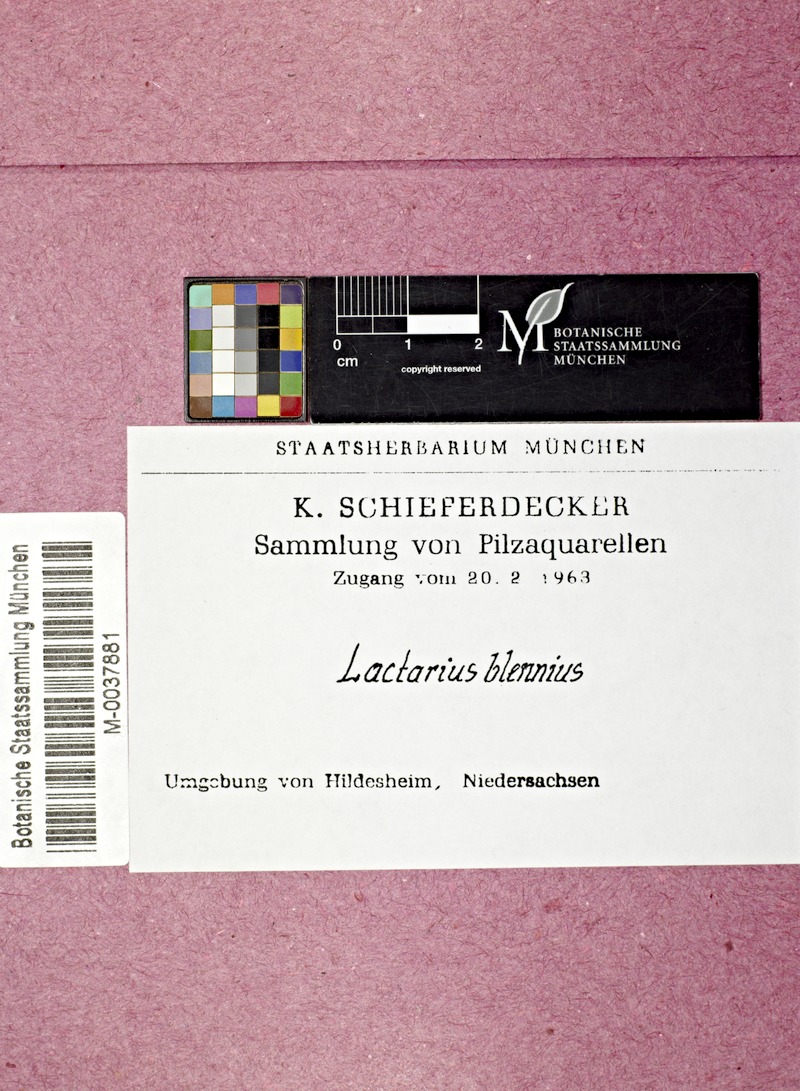 0 1 2
cm
copyright reserved
M BOTANISCHE
STAATSSAMMLUNG
MÜNCHEN
STAATSHERBARIUM MÜNCHEN
K. SCHIEFERDECKER
Sammlung von Pilzaquarellen
Zugang vom 20. 2 1963
Lactarius blennius
Umgebung von Hildesheim, Niedersachsen
Botanische Staatssammlung München
M-0037881